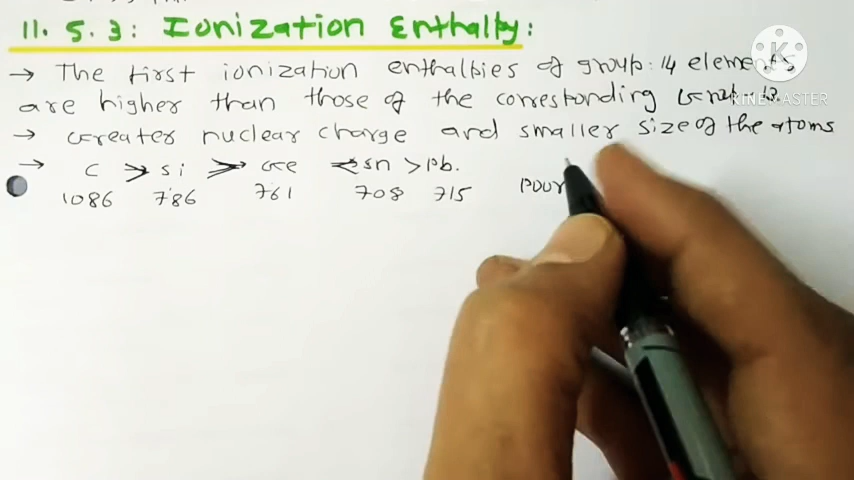 11.5.3: Ionization Enthalpy:
→ The first ionization enthalpies of group: 14 elements
are higher than those of the corresponding Group
→ Greater nuclear charge and smaller size of the atoms
→ C > Si > Ge < Sn > Pb.
1086 786 761 708 715 poor
KINEMASTER